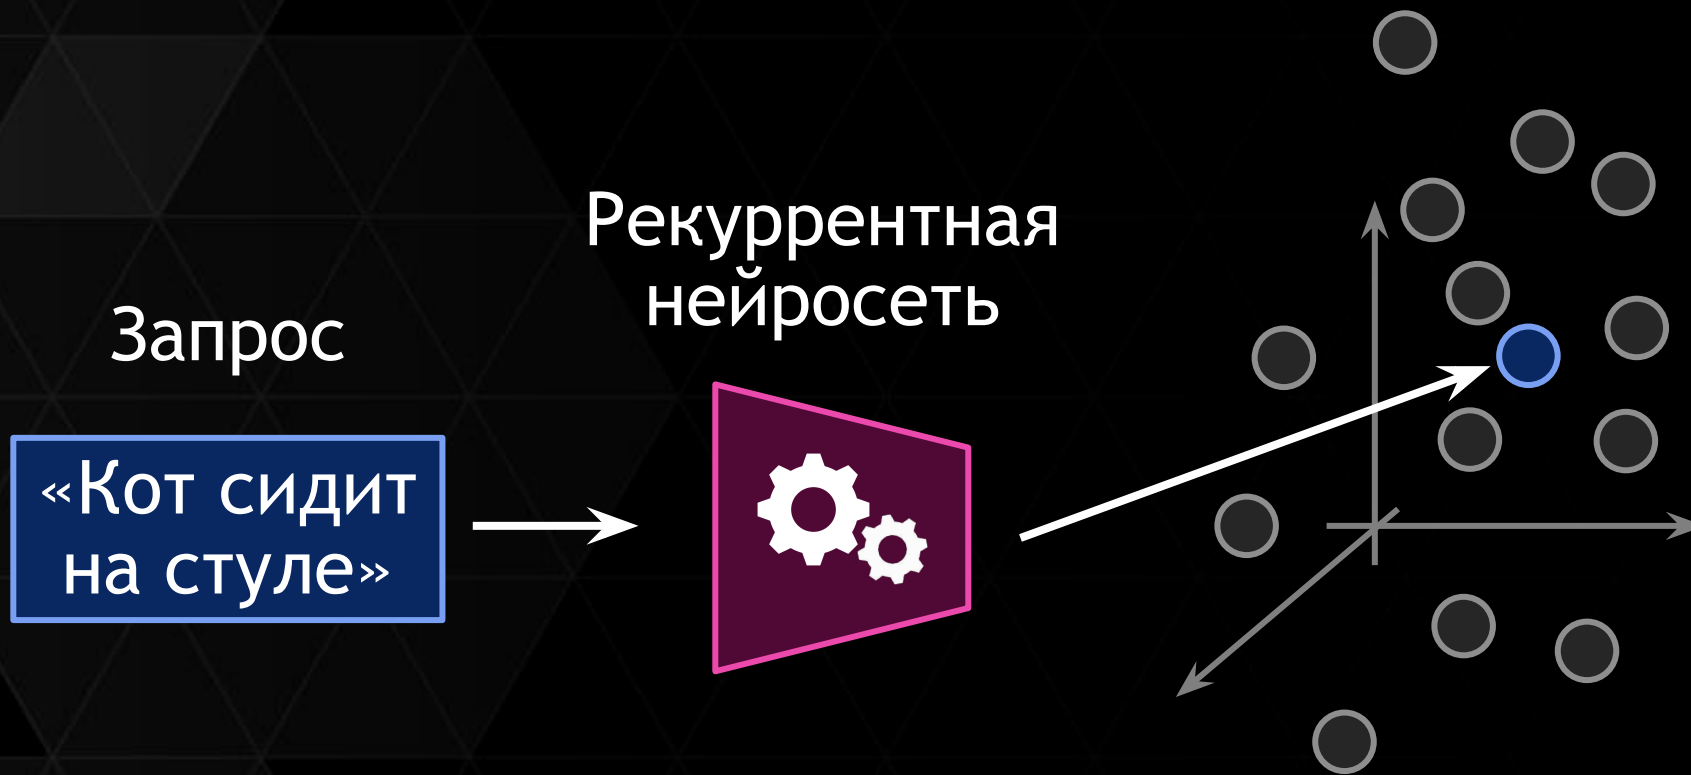 Запрос
«Кот сидит
на стуле»
Рекуррентная
нейросеть